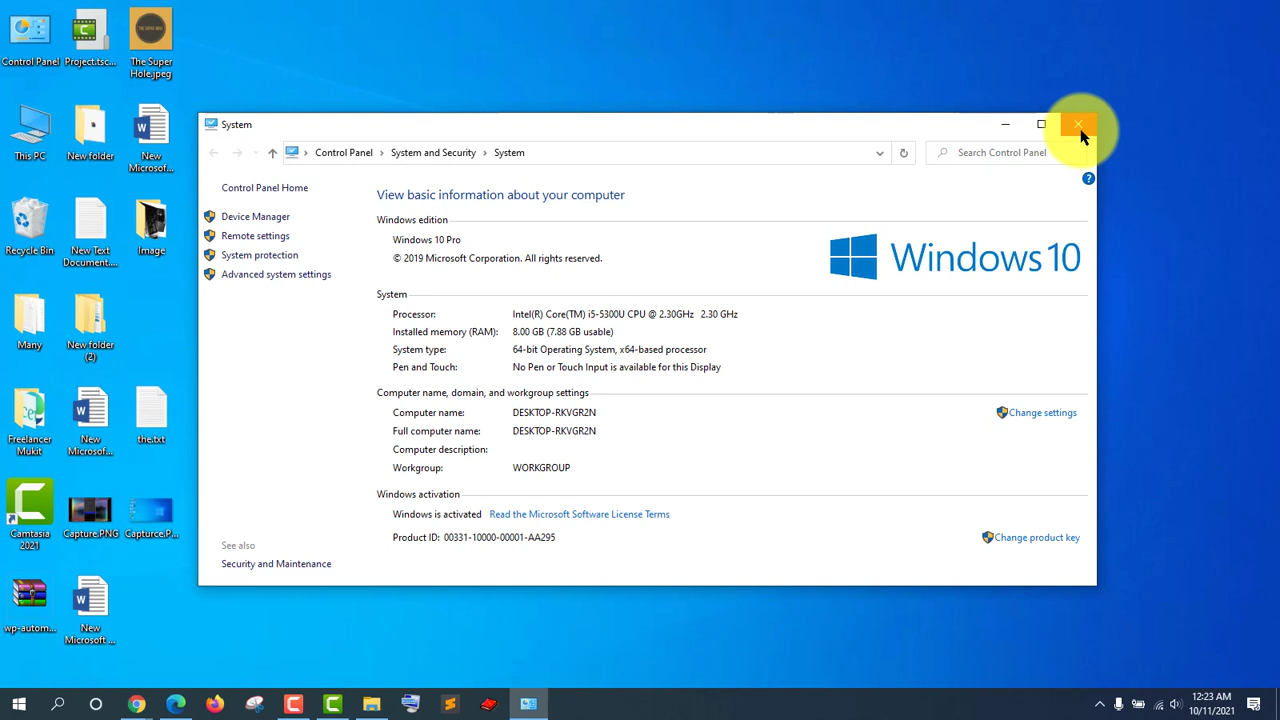 Control Panel
Project.tsc...
The Super
Hole.jpeg
This PC
New folder
New
Microsof...
Recycle Bin
New Text
Document....
Image
Many
New folder
(2)
Freelancer
Mukit
New
Microsof...
the.txt
Camtasia
2021
Capture.PNG
Capturce.P...
wp-autom...
New
Microsoft ...
System
Control Panel
System and Security
System
Search Control Panel
Control Panel Home
Device Manager
Remote settings
System protection
Advanced system settings
See also
Security and Maintenance
View basic information about your computer
Windows edition
Windows 10 Pro
© 2019 Microsoft Corporation. All rights reserved.
Windows 10
System
Processor: Intel(R) Core(TM) i5-5300U CPU @ 2.30GHz 2.30 GHz
Installed memory (RAM): 8.00 GB (7.88 GB usable)
System type: 64-bit Operating System, x64-based processor
Pen and Touch: No Pen or Touch Input is available for this Display
Computer name, domain, and workgroup settings
Computer name: DESKTOP-RKVGR2N
Change settings
Full computer name: DESKTOP-RKVGR2N
Computer description:
Workgroup: WORKGROUP
Windows activation
Windows is activated Read the Microsoft Software License Terms
Product ID: 00331-10000-00001-AA295
Change product key
12:23 AM
10/11/2021